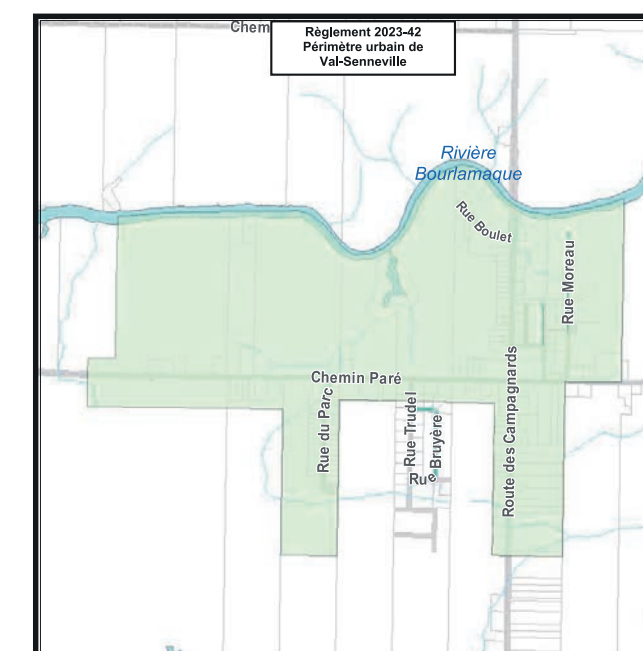 Chem
Règlement 2023-42
Périmètre urbain de
Val-Senneville
Rivière
Bourlamaque
Rue Boulet
Rue Moreau
Chemin Paré
Rue du Parc
Rue Trudel
Rue Bruyère
Rue
Route des Campagnards